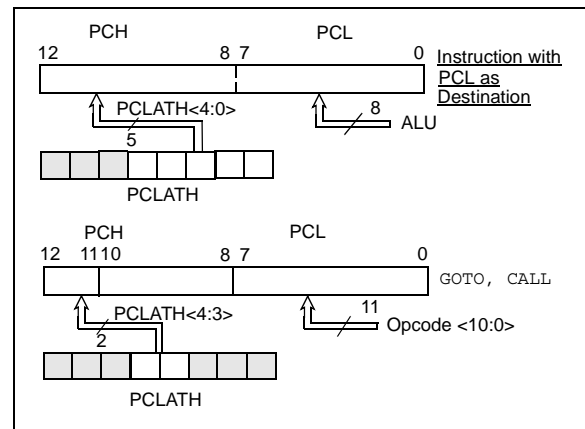 PCH PCL
12 8 7 0
Instruction with
PCL as
Destination
PCLATH<4:0>
8
5
ALU
PCLATH
PCH PCL
12 11 10 8 7 0
GOTO, CALL
PCLATH<4:3>
11
2
Opcode <10:0>
PCLATH